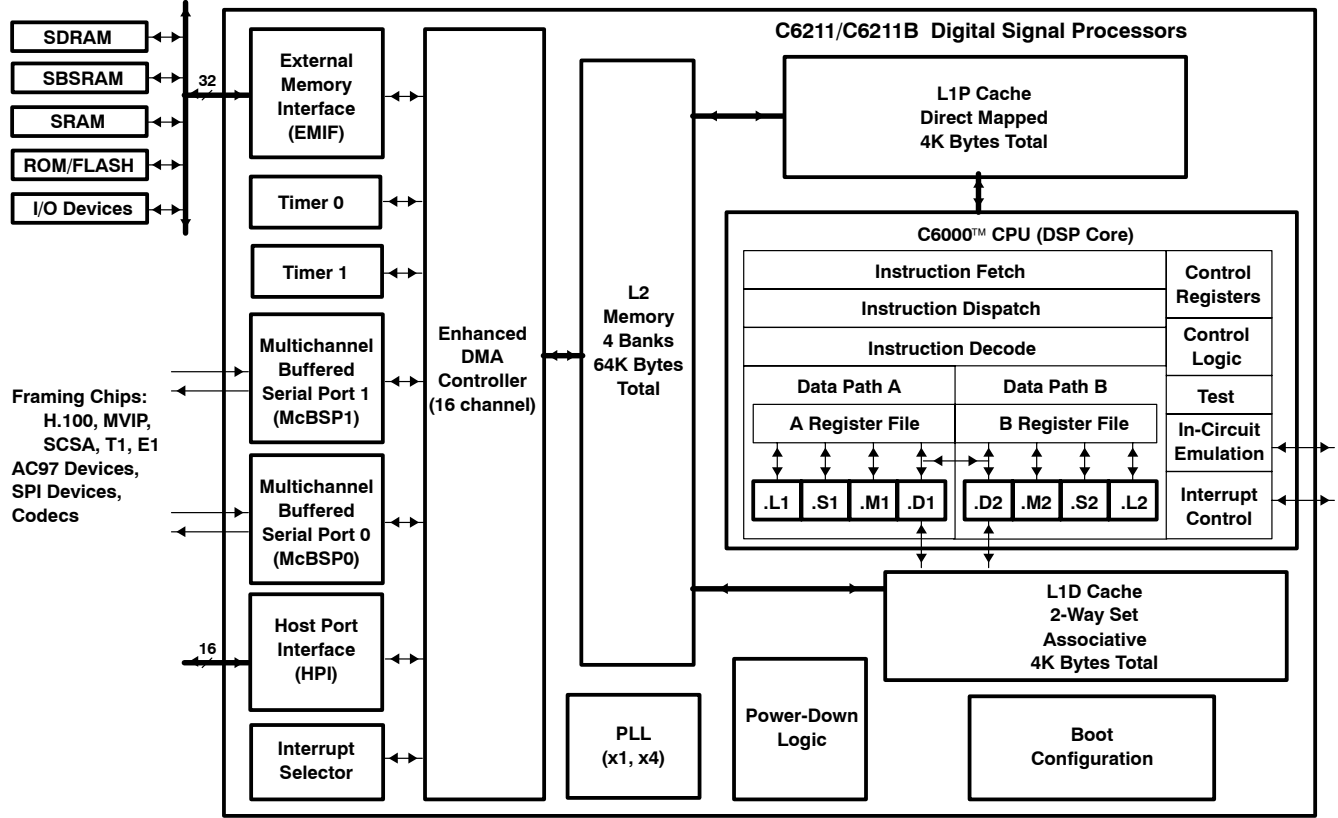 C6211/C6211B Digital Signal Processors
SDRAM
SBSRAM
SRAM
ROM/FLASH
I/O Devices
32
External
Memory
Interface
(EMIF)
Timer 0
Timer 1
Multichannel
Buffered
Serial Port 1
(McBSP1)
Framing Chips:
H.100, MVIP,
SCSA, T1, E1
AC97 Devices,
SPI Devices,
Codecs
Multichannel
Buffered
Serial Port 0
(McBSP0)
16
Host Port
Interface
(HPI)
Interrupt
Selector
Enhanced
DMA
Controller
(16 channel)
L2
Memory
4 Banks
64K Bytes
Total
PLL
(x1, x4)
L1P Cache
Direct Mapped
4K Bytes Total
C6000™ CPU (DSP Core)
Instruction Fetch
Instruction Dispatch
Instruction Decode
Data Path A
Data Path B
A Register File
B Register File
.L1
.S1
.M1
.D1
.D2
.M2
.S2
.L2
Control
Registers
Control
Logic
Test
In-Circuit
Emulation
Interrupt
Control
L1D Cache
2-Way Set
Associative
4K Bytes Total
Power-Down
Logic
Boot
Configuration